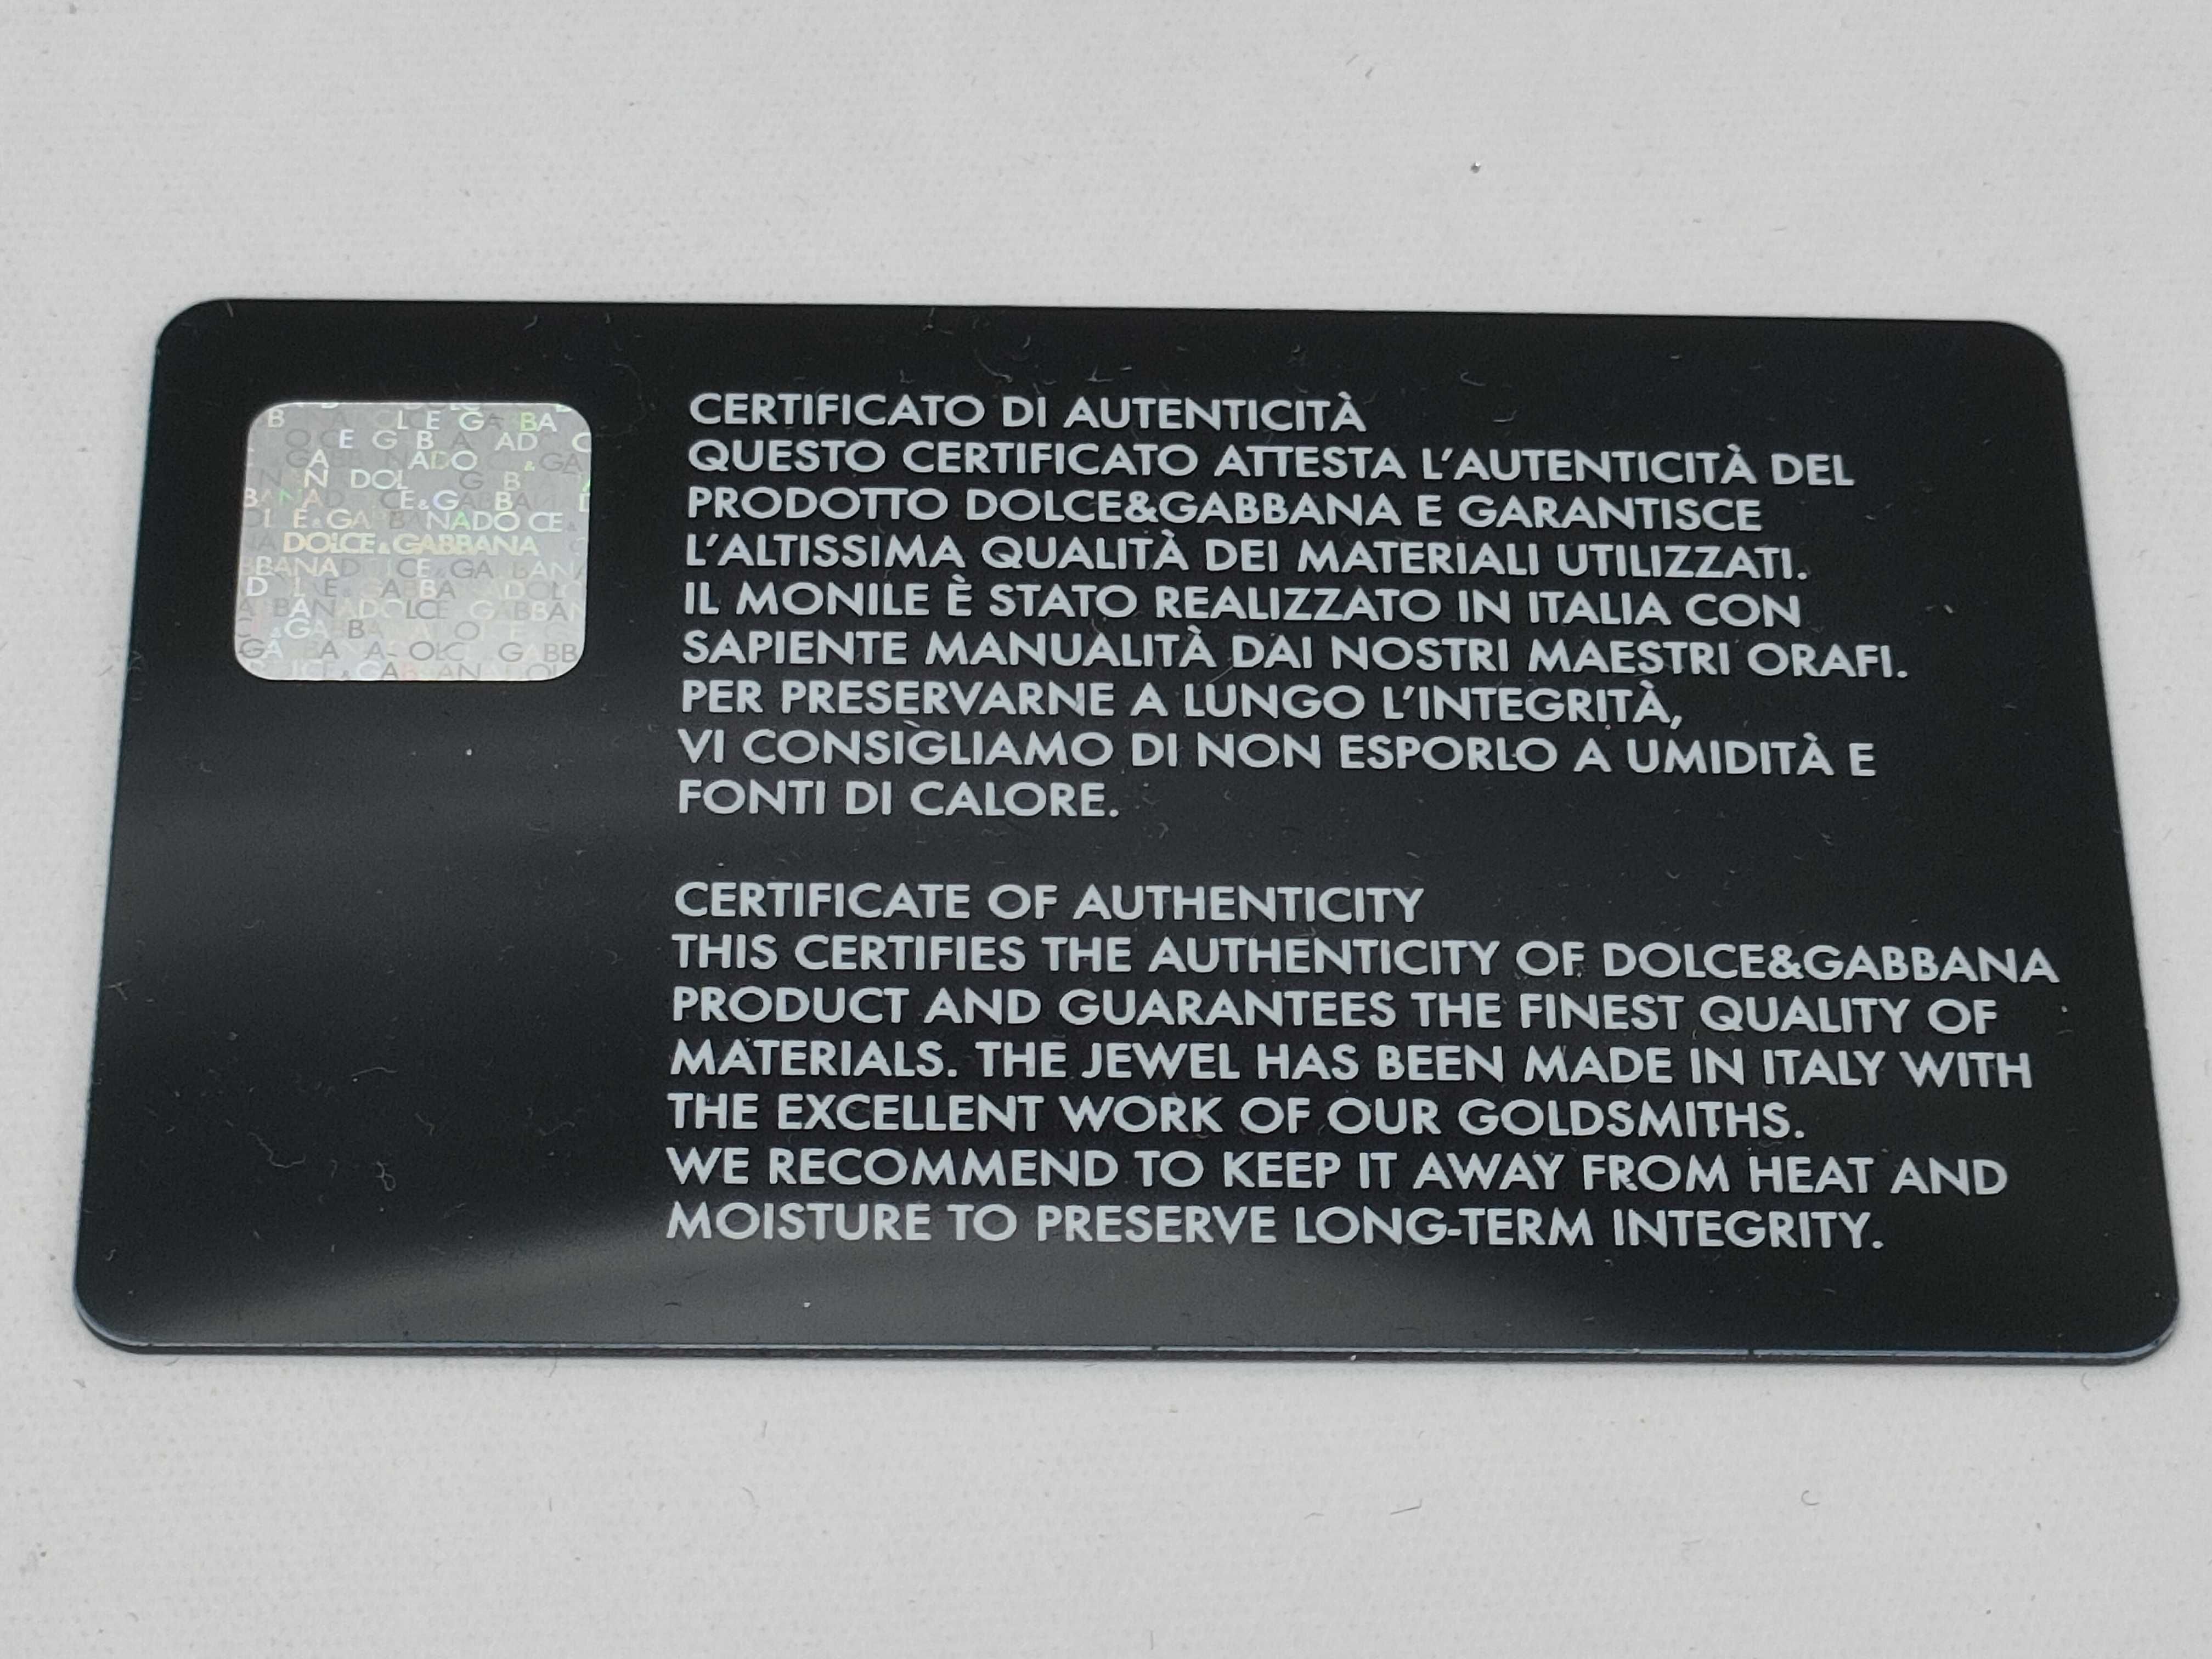 DOLCE&GABBANA
CERTIFICATO DI AUTENTICITÀ
QUESTO CERTIFICATO ATTESTA L'AUTENTICITÀ DEL
PRODOTTO DOLCE&GABBANA E GARANTISCE
L'ALTISSIMA QUALITÀ DEI MATERIALI UTILIZZATI.
IL MONILE È STATO REALIZZATO IN ITALIA CON
SAPIENTE MANUALITÀ DAI NOSTRI MAESTRI ORAFI.
PER PRESERVARNE A LUNGO L'INTEGRITÀ,
VI CONSIGLIAMO DI NON ESPORLO A UMIDITÀ E
FONTI DI CALORE.
CERTIFICATE OF AUTHENTICITY
THIS CERTIFIES THE AUTHENTICITY OF DOLCE&GABBANA
PRODUCT AND GUARANTEES THE FINEST QUALITY OF
MATERIALS. THE JEWEL HAS BEEN MADE IN ITALY WITH
THE EXCELLENT WORK OF OUR GOLDSMITHS.
WE RECOMMEND TO KEEP IT AWAY FROM HEAT AND
MOISTURE TO PRESERVE LONG-TERM INTEGRITY.